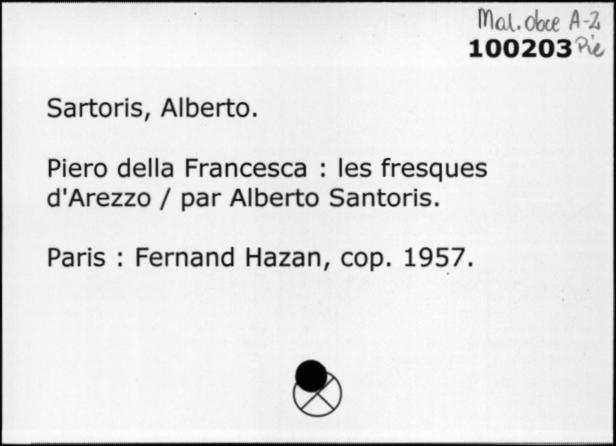 Mal. obce A-Z
100203 Pie
Sartoris, Alberto.
Piero della Francesca : les fresques
d'Arezzo / par Alberto Santoris.
Paris : Fernand Hazan, cop. 1957.